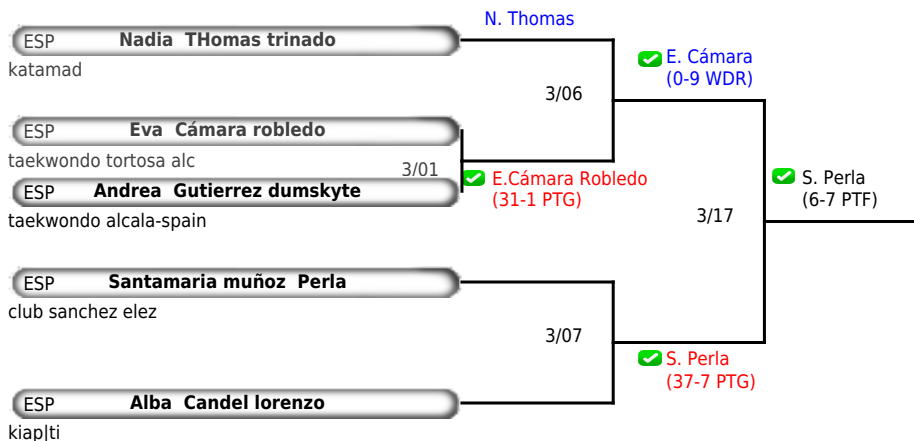 N. Thomas
ESP Nadia THomas trinado
katamad
E. Cámara
(0-9 WDR)
3/06
ESP Eva Cámara robledo
taekwondo tortosa alc
3/01
E.Cámara Robledo
(31-1 PTG)
ESP Andrea Gutierrez dumskyte
taekwondo alcala-spain
S. Perla
(6-7 PTF)
3/17
ESP Santamaria muñoz Perla
club sanchez elez
3/07
S. Perla
(37-7 PTG)
ESP Alba Candel lorenzo
kiap|ti